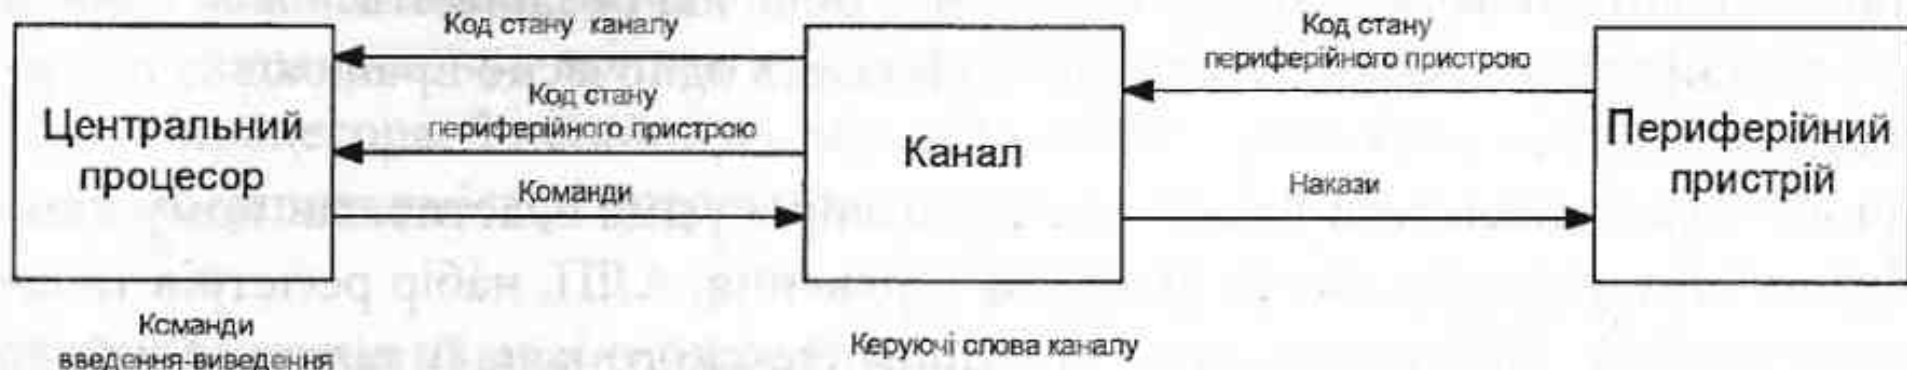 Код стану каналу
Код стану
периферійного пристрою
Команди
Центральний
процесор
Канал
Код стану
периферійного пристрою
Накази
Периферійний
пристрій
Команди
введення-виведення
Керуючі слова каналу